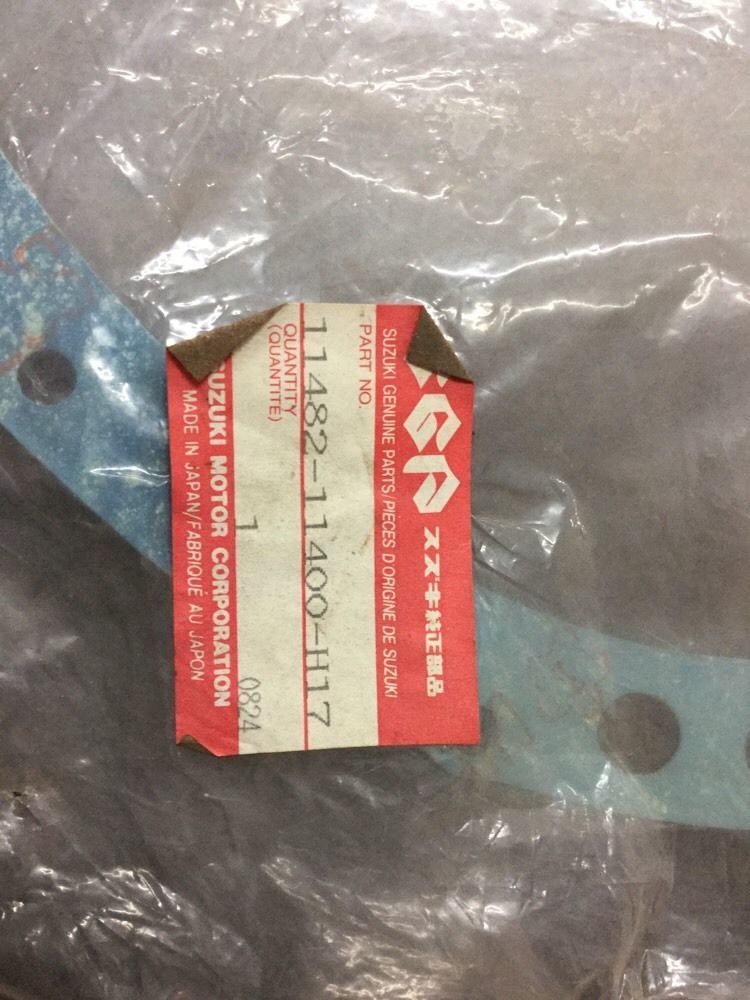 SGP スズキ純正部品
SUZUKI GENUINE PARTS/PIÈCES D'ORIGINE DE SUZUKI
PART NO.
11482-11400-H17
QUANTITY
(QUANTITE)
1
0824
SUZUKI MOTOR CORPORATION
MADE IN JAPAN/FABRIQUÉ AU JAPON